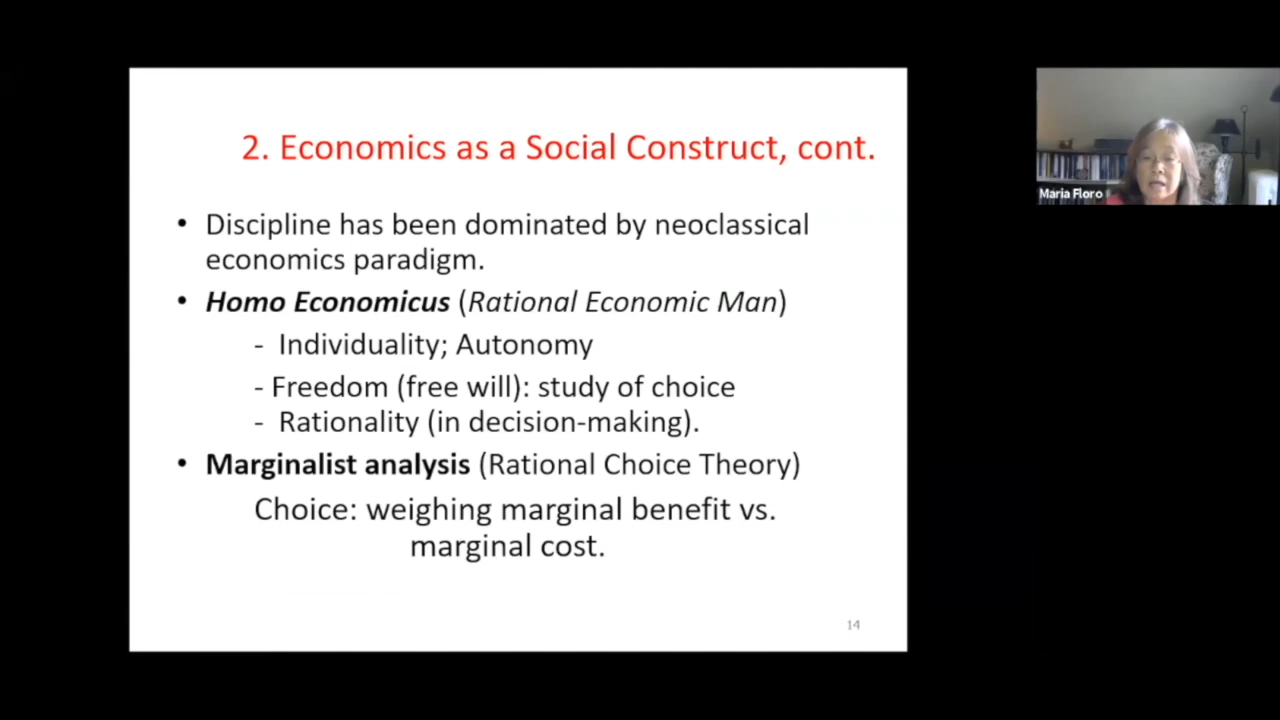 2. Economics as a Social Construct, cont.
• Discipline has been dominated by neoclassical
economics paradigm.
• Homo Economicus (Rational Economic Man)
- Individuality; Autonomy
- Freedom (free will): study of choice
- Rationality (in decision-making).
• Marginalist analysis (Rational Choice Theory)
Choice: weighing marginal benefit vs.
marginal cost.
14
Maria Floro